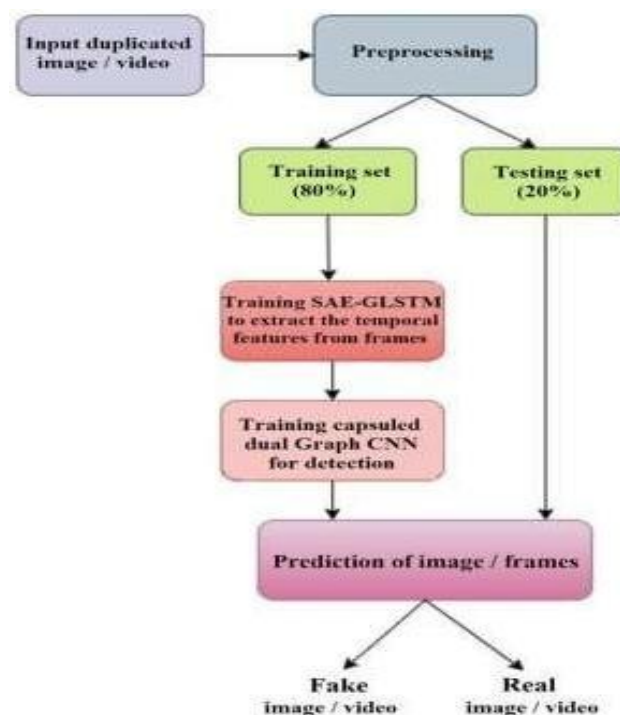 Input duplicated
image / video
Preprocessing
Training set
(80%)
Testing set
(20%)
Training SAE-GLSTM
to extract the temporal
features from frames
Training capsuled
dual Graph CNN
for detection
Prediction of image / frames
Fake
image / video
Real
image / video